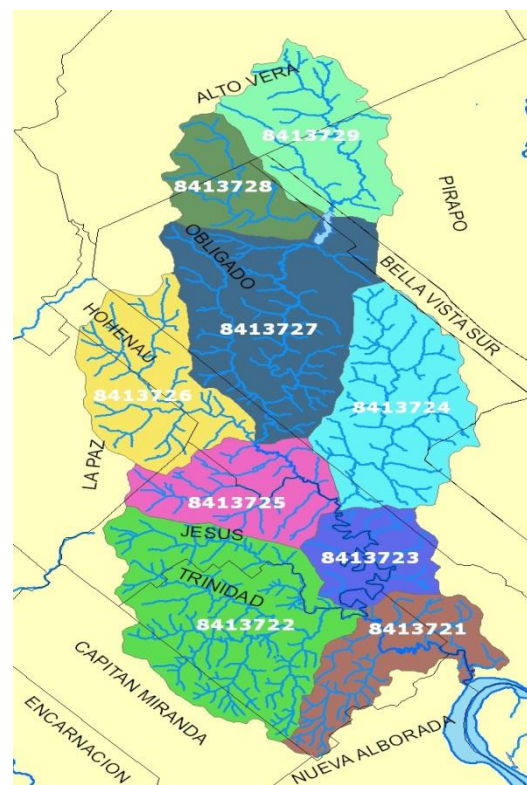 ALTO VERA
8413729
8413728
PIRAPO
OBLIGADO
BELLA VISTA SUR
HOHENAU
8413727
8413726
8413724
LA PAZ
8413725
JESUS
8413723
TRINIDAD
8413722
8413721
CAPITAN MIRANDA
ENCARNACION
NUEVA ALBORADA